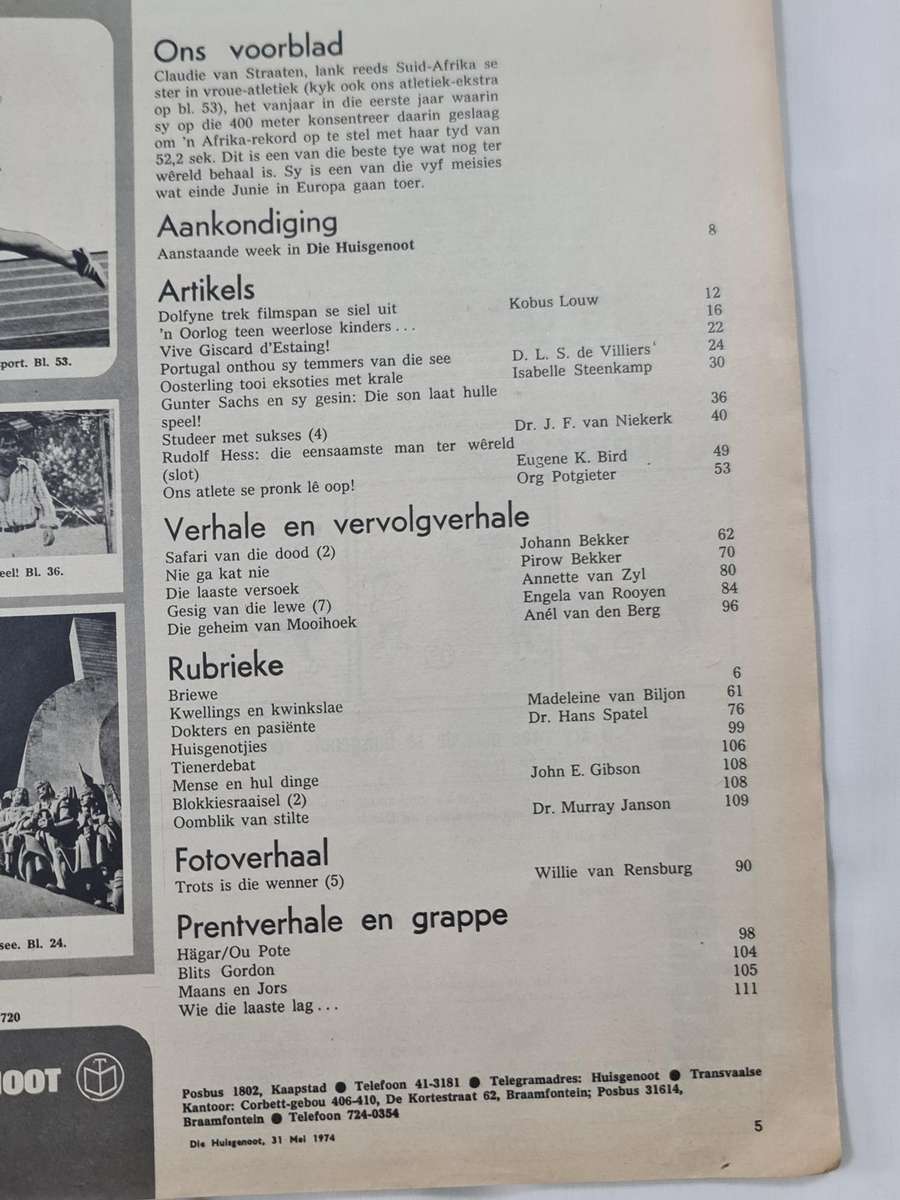 Ons voorblad
Claudie van Straaten, lank reeds Suid-Afrika se
ster in vroue-atletiek (kyk ook ons atletiek-ekstra
op bl. 53), het vanjaar in die eerste jaar waarin
sy op die 400 meter konsentreer daarin geslaag
om 'n Afrika-rekord op te stel met haar tyd van
52,2 sek. Dit is een van die beste tye wat nog ter
wêreld behaal is. Sy is een van die vyf meisies
wat einde Junie in Europa gaan toer.
Aankondiging
Aanstaande week in Die Huisgenoot 8
Artikels
Dolfyne trek filmspan se siel uit Kobus Louw 12
'n Oorlog teen weerlose kinders... 16
Vive Giscard d'Estaing! 22
Portugal onthou sy temmers van die see D. L. S. de Villiers 24
Oosterling tooi eksoties met krale Isabelle Steenkamp 30
Gunter Sachs en sy gesin: Die son laat hulle
speel! 36
Studeer met sukses (4) Dr. J. F. van Niekerk 40
Rudolf Hess: die eensaamste man ter wêreld
(slot) Eugene K. Bird 49
Ons atlete se pronk lê oop! Org Potgieter 53
Verhale en vervolgverhale
Safari van die dood (2) Johann Bekker 62
Nie ga kat nie Pirow Bekker 70
Die laaste versoek Annette van Zyl 80
Gesig van die lewe (7) Engela van Rooyen 84
Die geheim van Mooihoek Anél van den Berg 96
Rubrieke
Briewe 6
Kwellings en kwinkslae Madeleine van Biljon 61
Dokters en pasiënte Dr. Hans Spatel 76
Huisgenotjies 99
Tienerdebat 106
Mense en hul dinge John E. Gibson 108
Blokkiesraaisel (2) 108
Oomblik van stilte Dr. Murray Janson 109
Fotoverhaal
Trots is die wenner (5) Willie van Rensburg 90
Prentverhale en grappe
Hägar/Ou Pote 98
Blits Gordon 104
Maans en Jors 105
Wie die laaste lag... 111
Posbus 1802, Kaapstad ● Telefoon 41-3181 ● Telegramadres: Huisgenoot ● Transvaalse
Kantoor: Corbett-gebou 406-410, De Kortestraat 62, Braamfontein; Posbus 31614,
Braamfontein ● Telefoon 724-0354
Die Huisgenoot, 31 Mei 1974 5
port. Bl. 53.
eel! Bl. 36.
see. Bl. 24.
720
NOOT